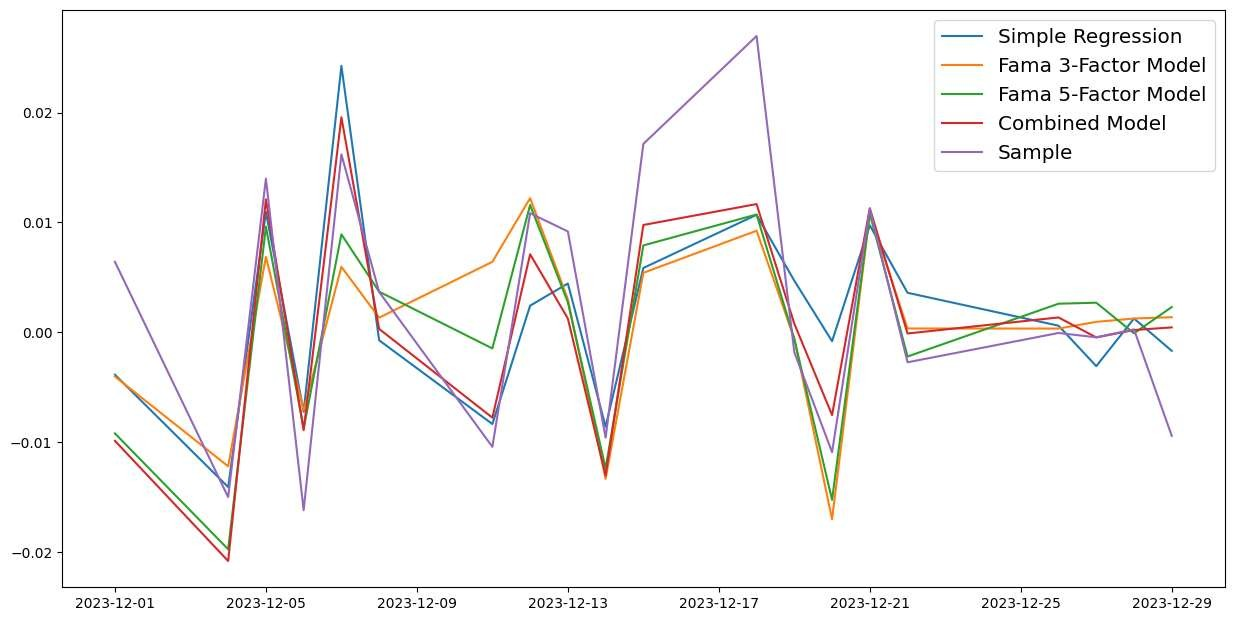 Simple Regression
Fama 3-Factor Model
Fama 5-Factor Model
Combined Model
Sample
0.02
0.01
0.00
−0.01
−0.02
2023-12-01 2023-12-05 2023-12-09 2023-12-13 2023-12-17 2023-12-21 2023-12-25 2023-12-29